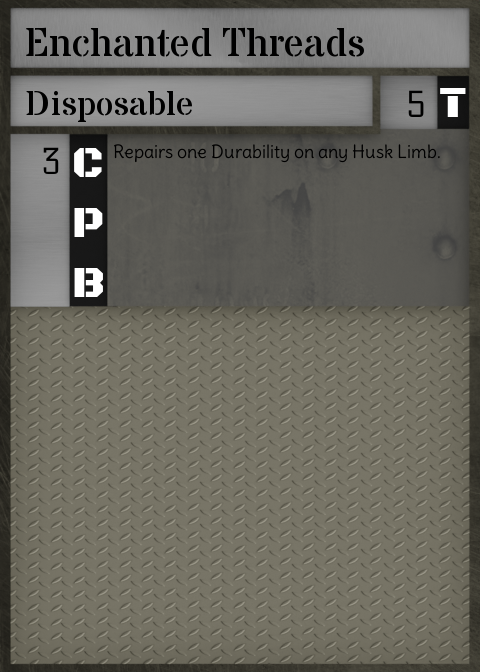 Enchanted Threads
Disposable 5 T
3 C Repairs one Durability on any Husk Limb.
P
B